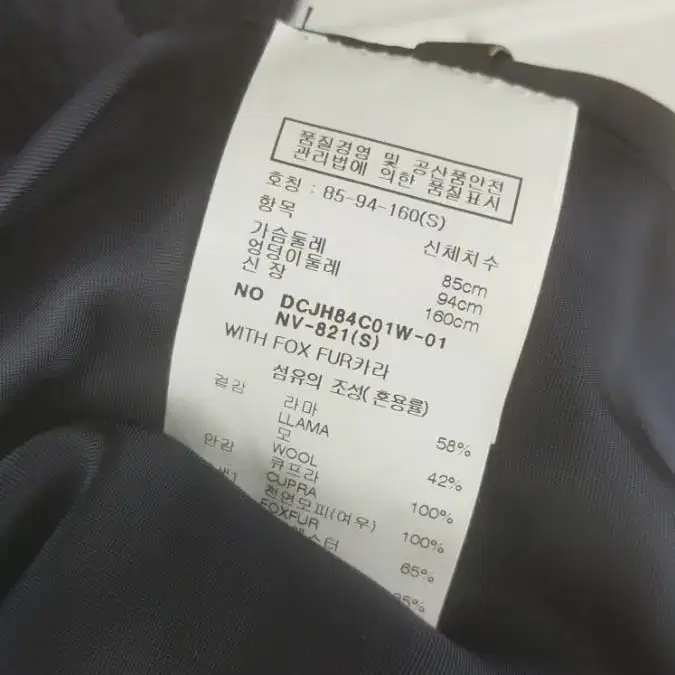 품질경영 및 공산품안전
관리법에 의한 품질표시
호칭 : 85-94-160(S)
항목 신체치수
가슴둘레 85cm
엉덩이둘레 94cm
신 장 160cm
NO DCJH84C01W-01
NV-821(S)
WITH FOX FUR카라
섬유의 조성(혼용률)
겉감 라마 58%
LLAMA
모 42%
WOOL
안감 큐프라 100%
CUPRA
천연모피(여우) 100%
FOXFUR
65%